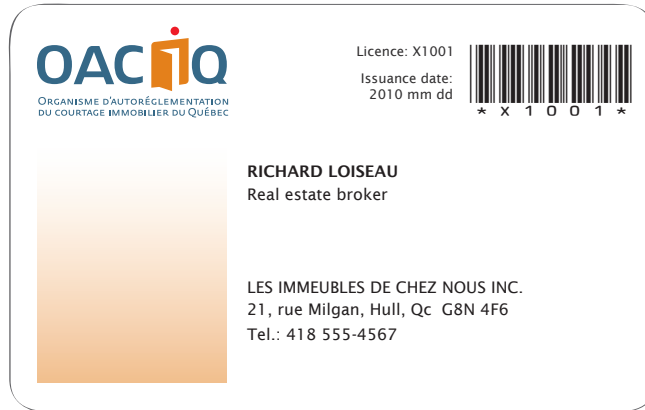 OACIQ
ORGANISME D'AUTORÉGLEMENTATION
DU COURTAGE IMMOBILIER DU QUÉBEC
Licence: X1001
Issuance date:
2010 mm dd
*X1001*
RICHARD LOISEAU
Real estate broker
LES IMMEUBLES DE CHEZ NOUS INC.
21, rue Milgan, Hull, Qc G8N 4F6
Tel.: 418 555-4567